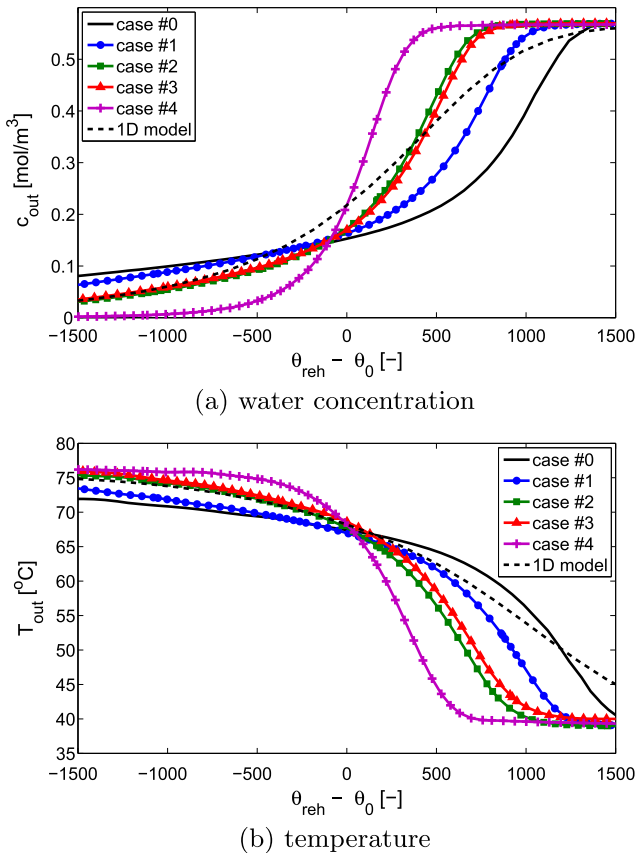 case #0
case #1
case #2
case #3
case #4
1D model
c_out [mol/m³]
0.5
0.4
0.3
0.2
0.1
0
−1500 −1000 −500 0 500 1000 1500
θ_reh − θ_0 [-]
(a) water concentration
80
75
70
65
60
55
50
45
40
35
T_out [°C]
case #0
case #1
case #2
case #3
case #4
1D model
−1500 −1000 −500 0 500 1000 1500
θ_reh − θ_0 [-]
(b) temperature